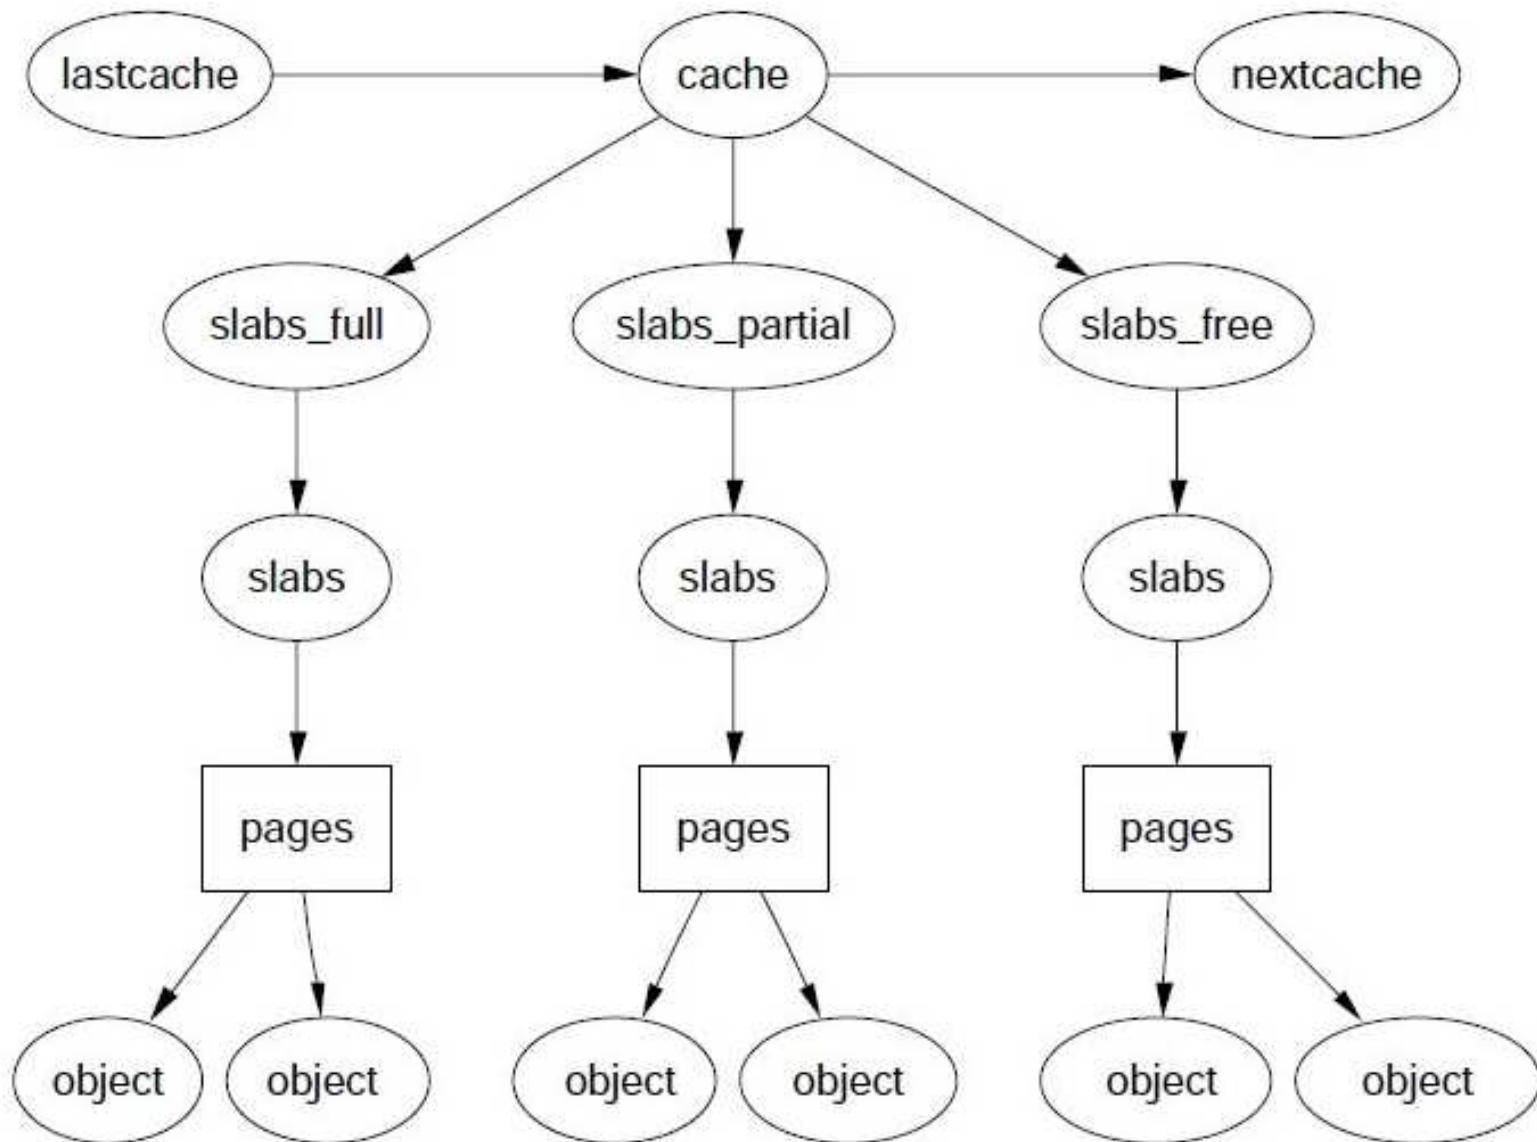 lastcache cache nextcache
slabs_full slabs_partial slabs_free
slabs slabs slabs
pages pages pages
object object object object object object